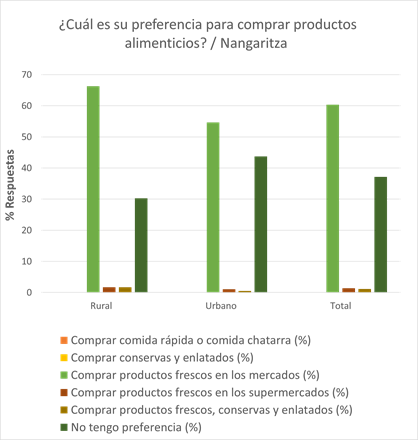 ¿Cuál es su preferencia para comprar productos
alimenticios? / Nangaritza
70
60
50
40
30
20
10
0
% Respuestas
Rural
Urbano
Total
Comprar comida rápida o comida chatarra (%)
Comprar conservas y enlatados (%)
Comprar productos frescos en los mercados (%)
Comprar productos frescos en los supermercados (%)
Comprar productos frescos, conservas y enlatados (%)
No tengo preferencia (%)